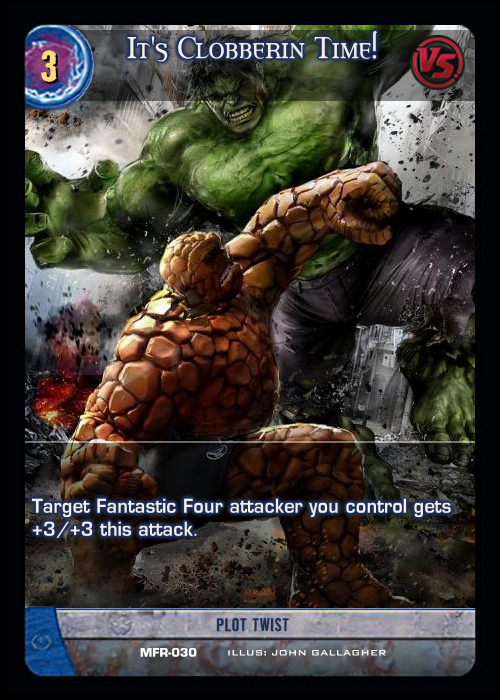 3
It's Clobberin Time!
VS.
Target Fantastic Four attacker you control gets
+3/+3 this attack.
PLOT TWIST
MFR-030 ILLUS: JOHN GALLAGHER